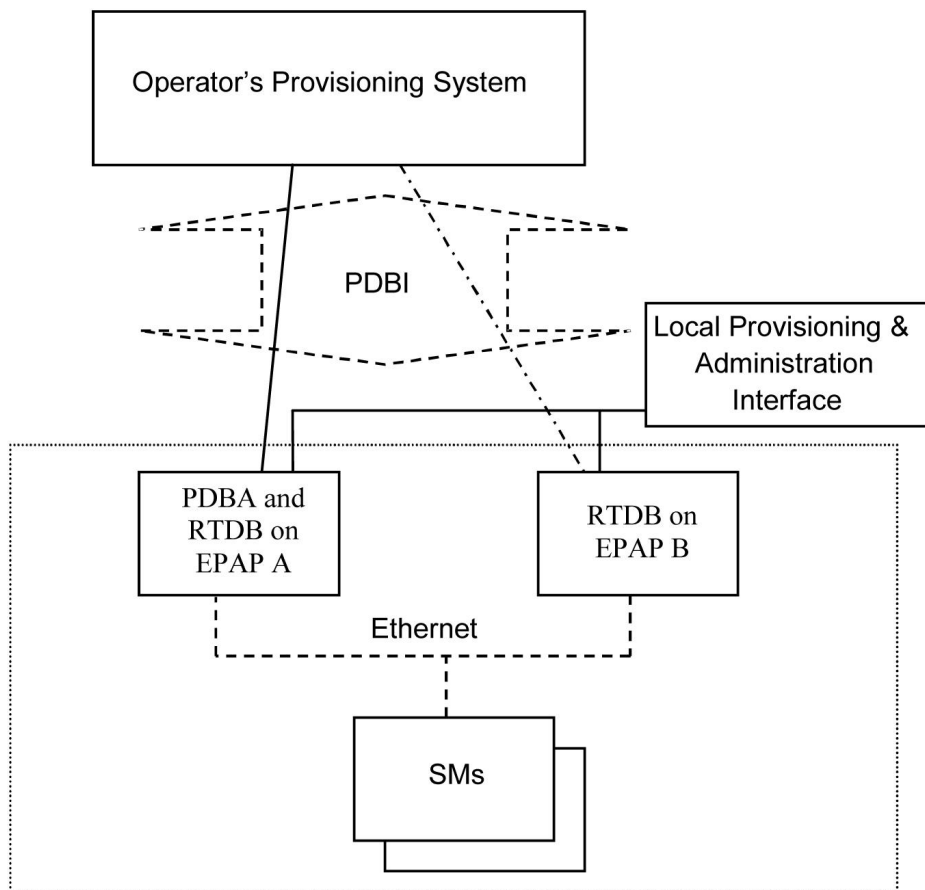 Operator’s Provisioning System
PDBI
Local Provisioning &
Administration
Interface
PDBA and
RTDB on
EPAP A
RTDB on
EPAP B
Ethernet
SMs